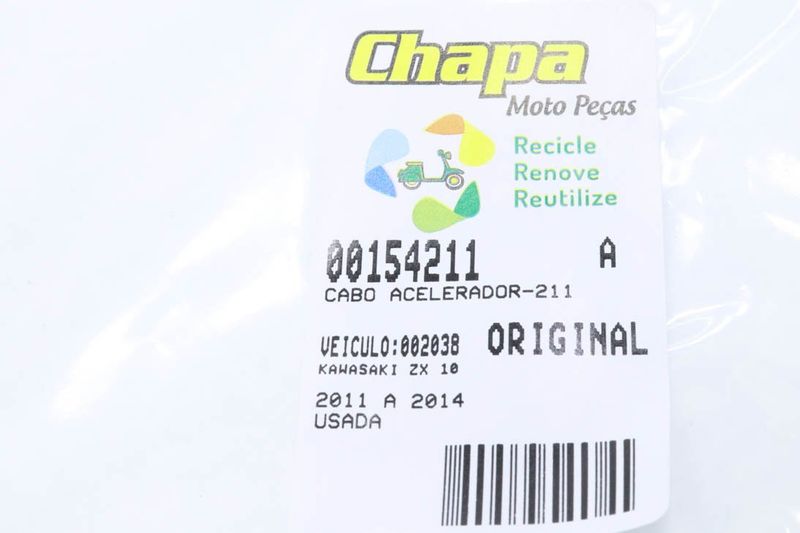 Chapa
Moto Peças
Recicle
Renove
Reutilize
00154211 A
CABO ACELERADOR-211
VEICULO:002038 ORIGINAL
KAWASAKI ZX 10
2011 A 2014
USADA